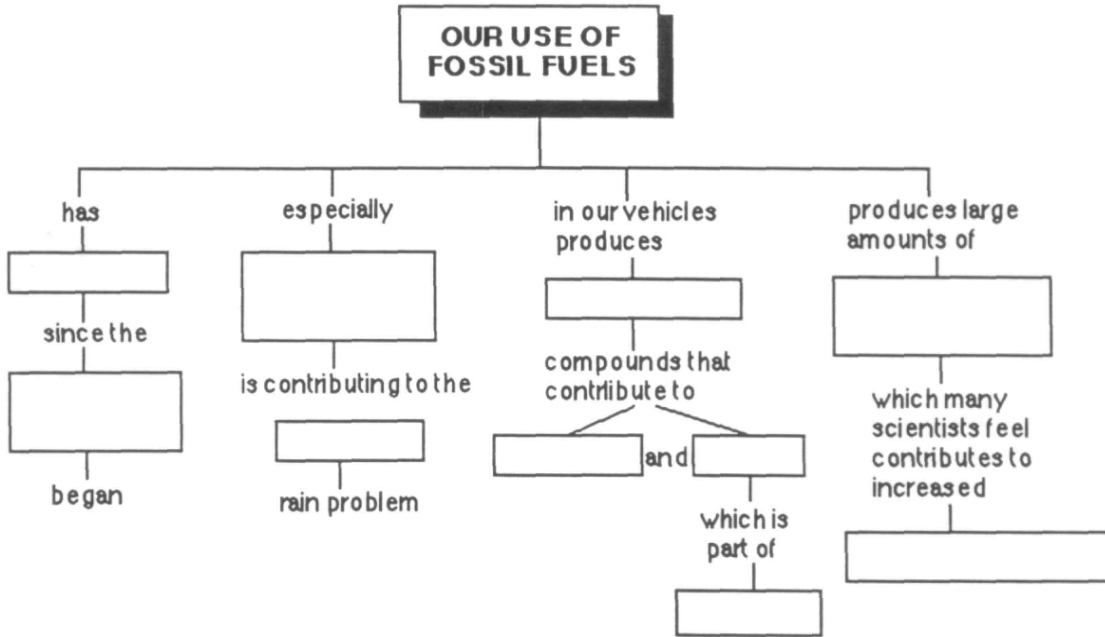 OUR USE OF
FOSSIL FUELS
has
since the
began
especially
is contributing to the
rain problem
in our vehicles
produces
compounds that
contrlibute to
and
which is
part of
produces large
amounts of
which many
scientists feel
contributes to
increased